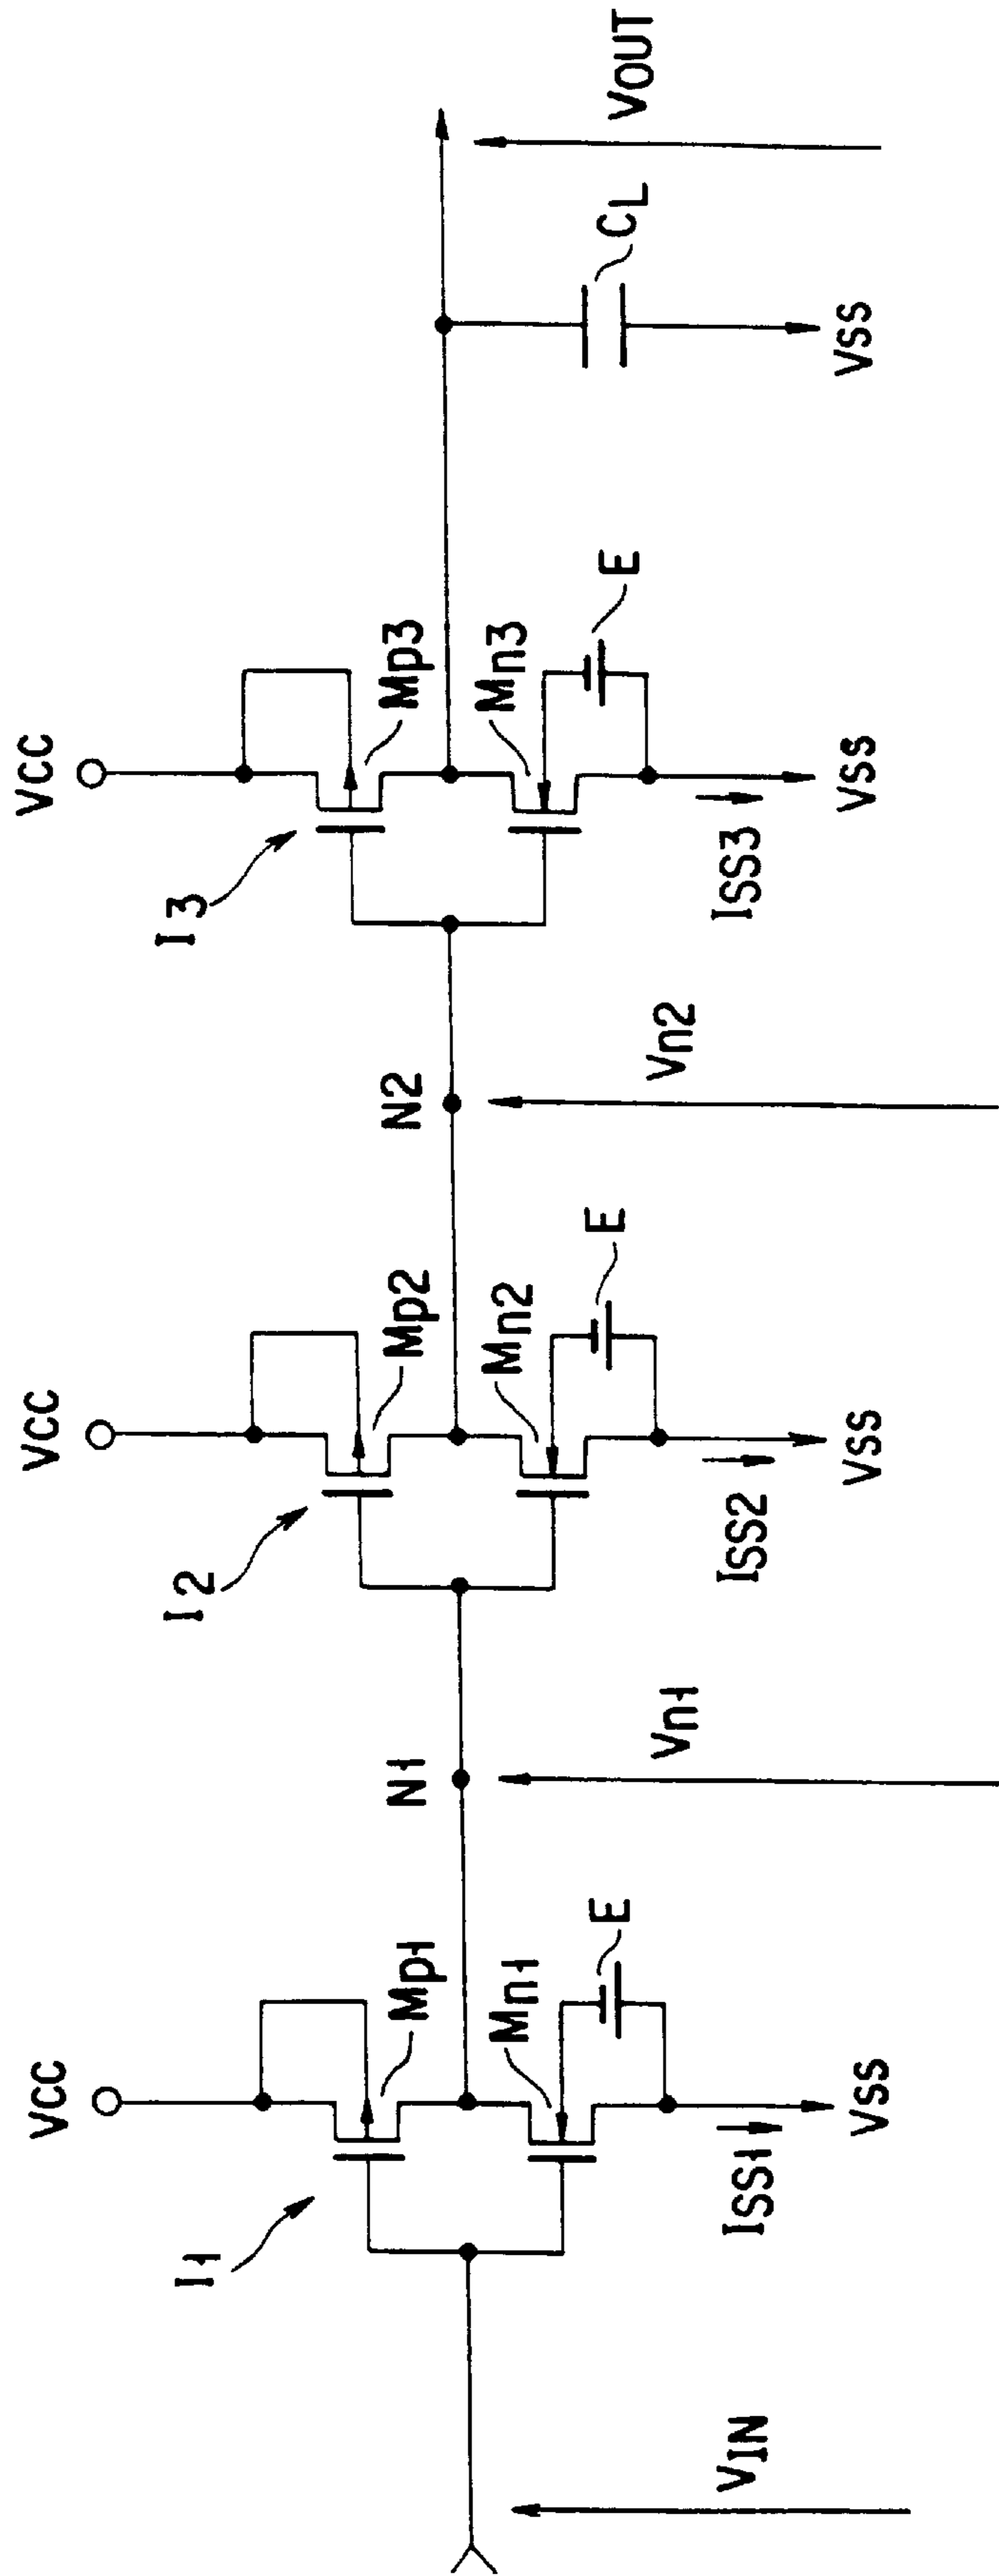 VCC
VCC
VCC
I1
Mp1
I2
Mp2
I3
Mp3
N1
N2
VOUT
Mn1
E
Mn2
E
Mn3
E
CL
VIN
ISS1
Vn1
ISS2
Vn2
ISS3
VSS
VSS
VSS
VSS